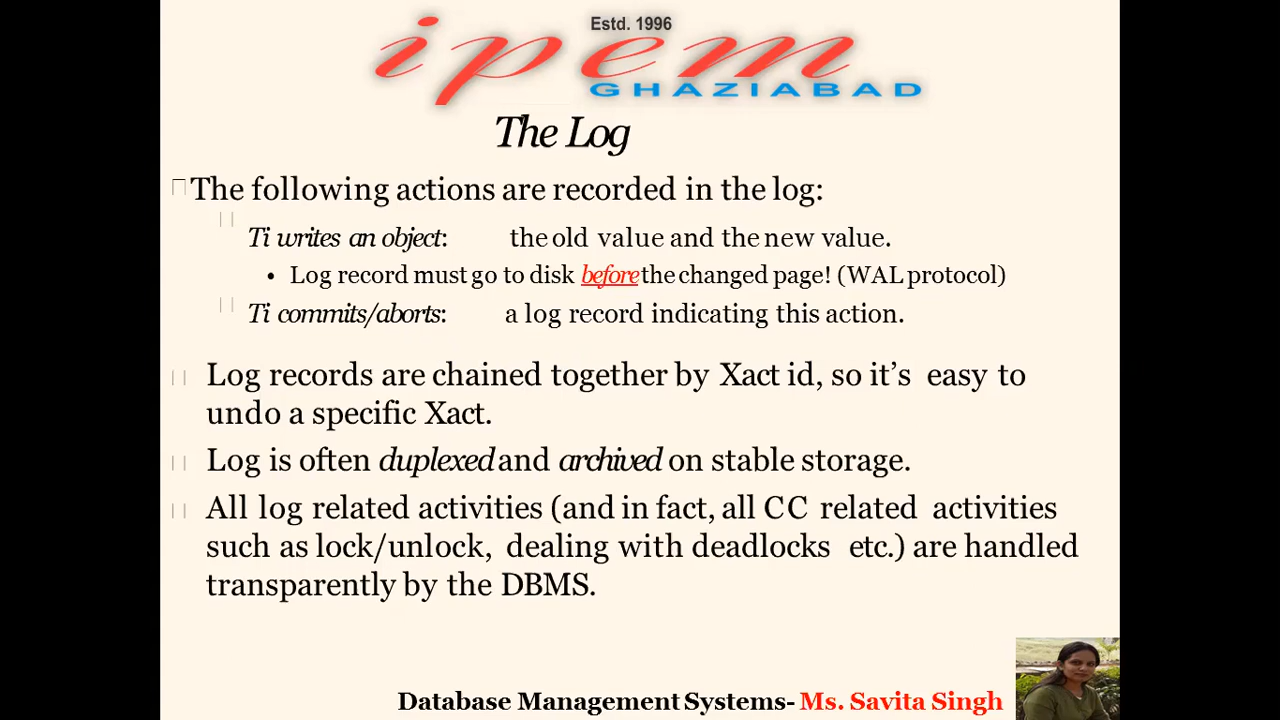 Estd. 1996
ipem
GHAZIABAD
The Log
The following actions are recorded in the log:
Ti writes an object: the old value and the new value.
• Log record must go to disk before the changed page! (WAL protocol)
Ti commits/aborts: a log record indicating this action.
Log records are chained together by Xact id, so it’s easy to
undo a specific Xact.
Log is often duplexed and archived on stable storage.
All log related activities (and in fact, all CC related activities
such as lock/unlock, dealing with deadlocks etc.) are handled
transparently by the DBMS.
Database Management Systems- Ms. Savita Singh